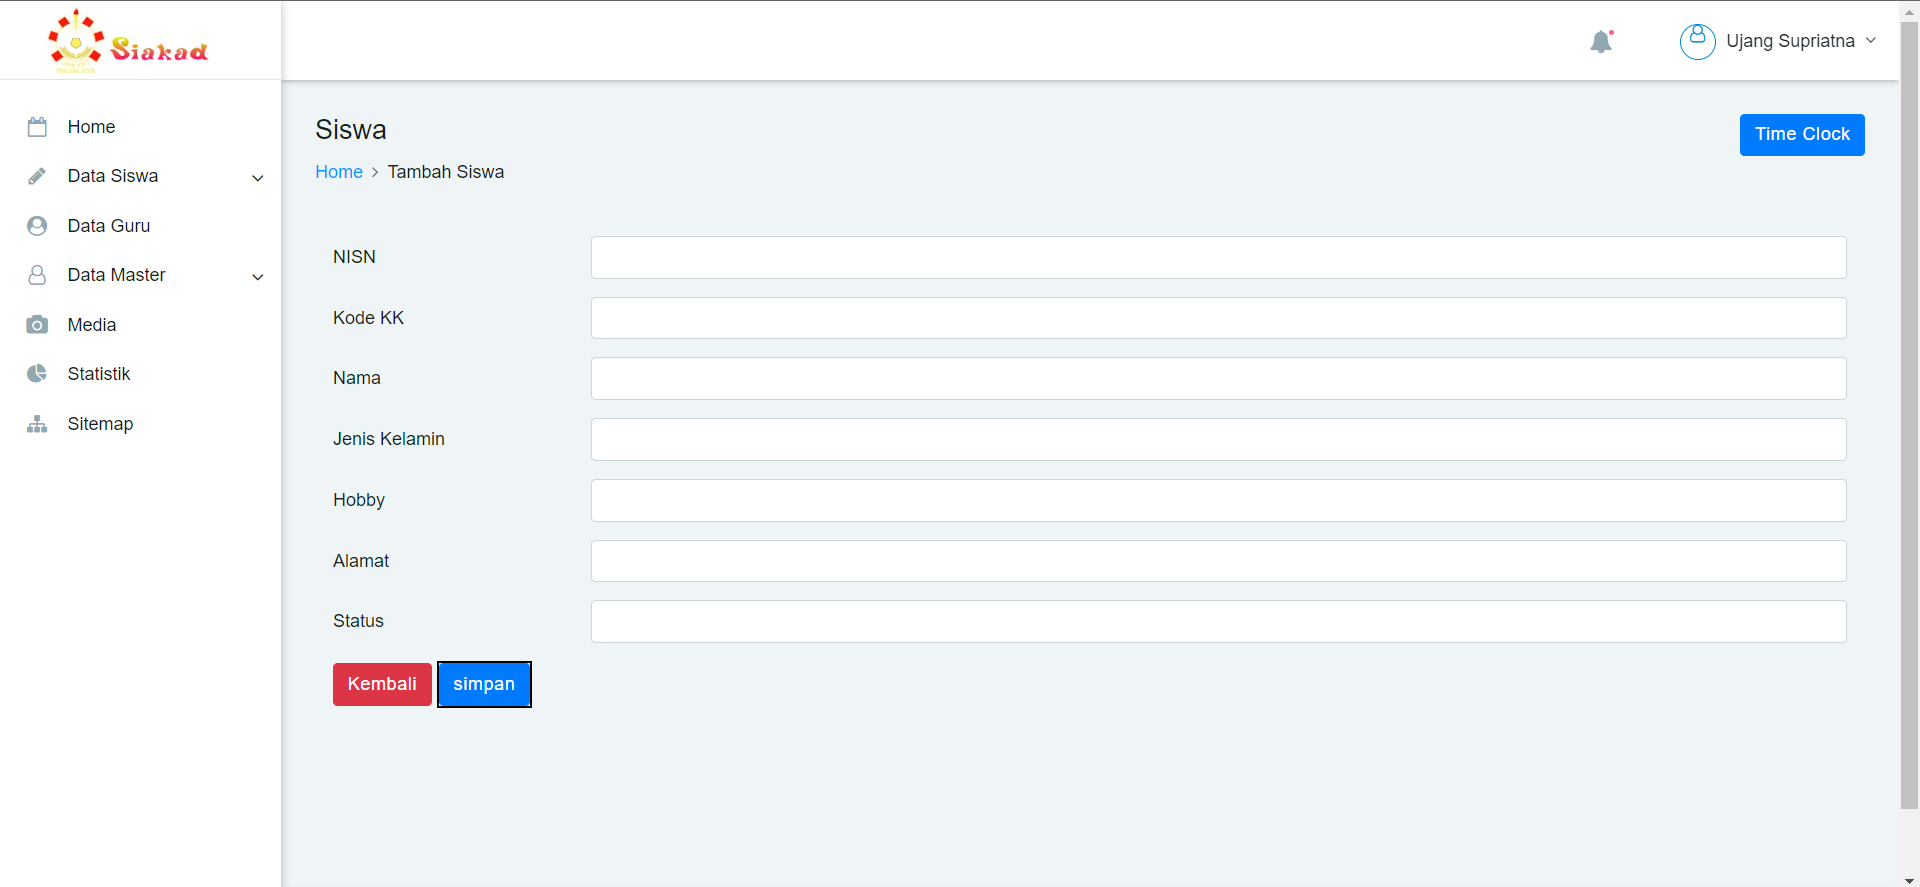 Siakad
Ujang Supriatna
Home
Data Siswa
Data Guru
Data Master
Media
Statistik
Sitemap
Siswa
Time Clock
Home > Tambah Siswa
NISN
Kode KK
Nama
Jenis Kelamin
Hobby
Alamat
Status
Kembali simpan